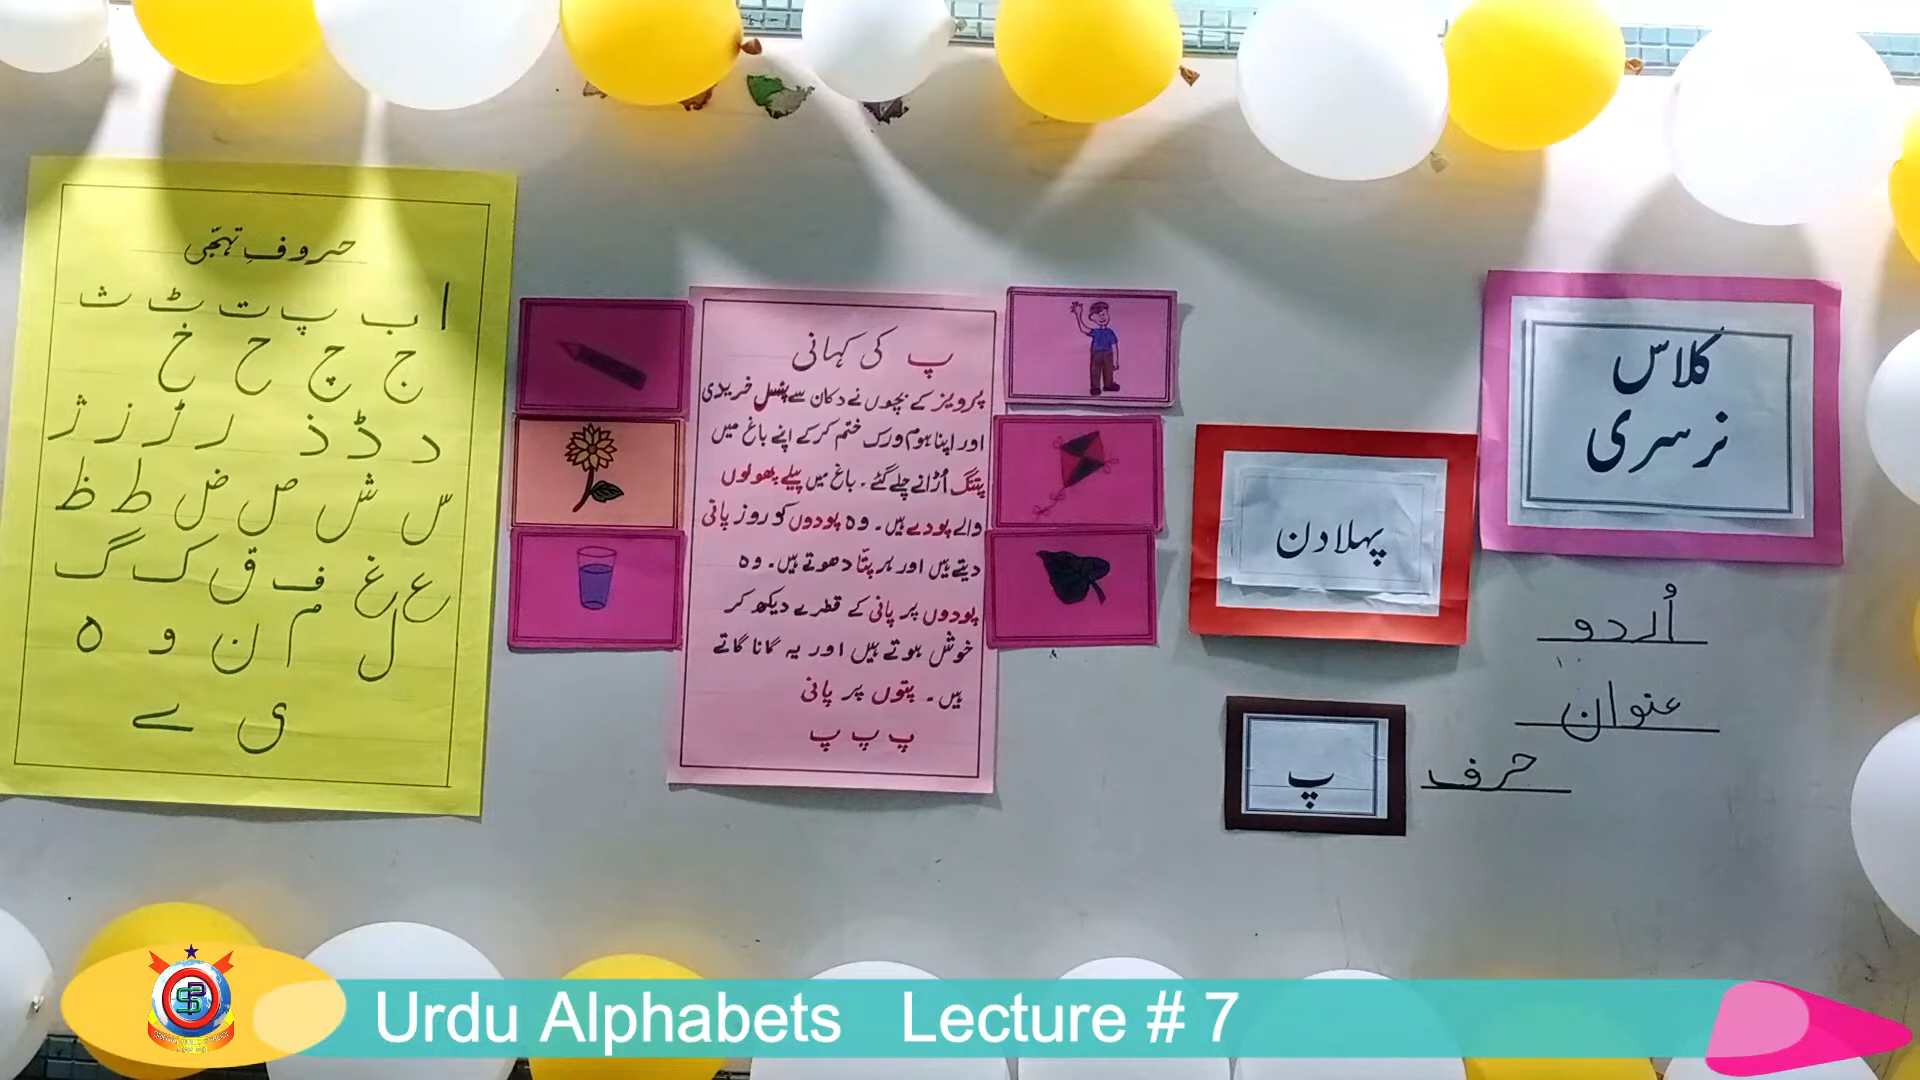 کلاس
نرسری
پہلا دن
اُردو
عنوان
حرف
پ
پ کی کہانی
پرویز کے بچوں نے دکان سے پنسل خریدی
اور اپنا ہوم ورک ختم کرکے اپنے باغ میں
پتنگ اُڑانے چلے گئے۔ باغ میں پیلے پھولوں
والے پودے ہیں۔ وہ پودوں کو روز پانی
دیتے ہیں اور ہر پتّا دھوتے ہیں۔ وہ
پودوں پر پانی کے قطرے دیکھ کر
خوش ہوتے ہیں اور یہ گانا گاتے
ہیں۔ پتوں پر پانی
پ پ پ
حروفِ تہجّی
ا ب پ ت ٹ ث
ج چ ح خ
د ڈ ذ ر ڑ ز ژ
س ش ص ض ط ظ
ع غ ف ق ک گ
ل م ن و ہ
ی ے
Urdu Alphabets Lecture # 7